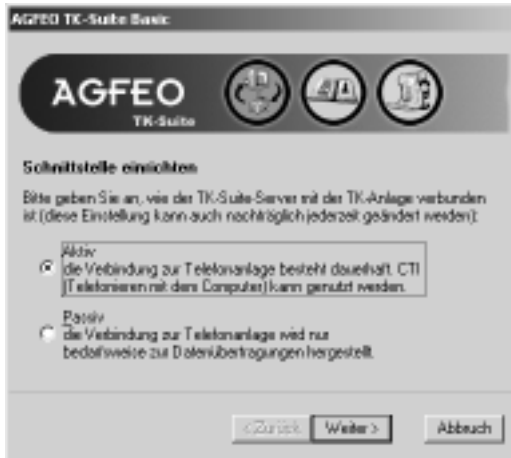 AGFEO TK-Suite Basic
AGFEO
TK-Suite
Schnittstelle einrichten
Bitte geben Sie an, wie der TK-Suite-Server mit der TK-Anlage verbunden
ist (diese Einstellung kann auch nachträglich jederzeit geändert werden):
Aktiv
die Verbindung zur Telefonanlage besteht dauerhaft. CTI
(Telefonieren mit dem Computer) kann genutzt werden.
Passiv
die Verbindung zur Telefonanlage wird nur
bedarfsweise zur Datenübertragungen hergestellt.
< Zurück
Weiter >
Abbruch